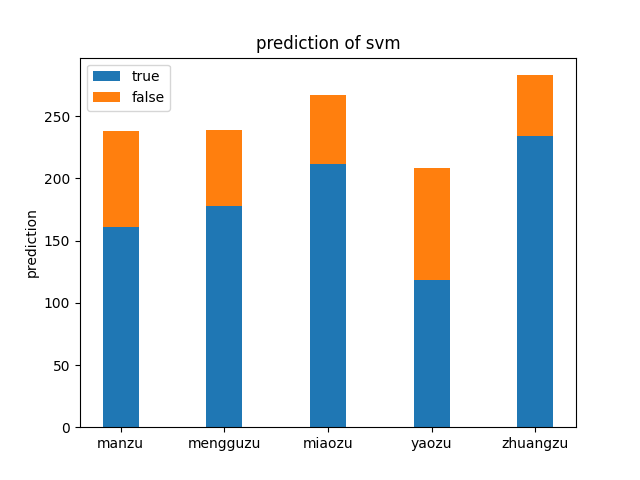 prediction of svm
true
false
prediction
250
200
150
100
50
0
manzu mengguzu miaozu yaozu zhuangzu